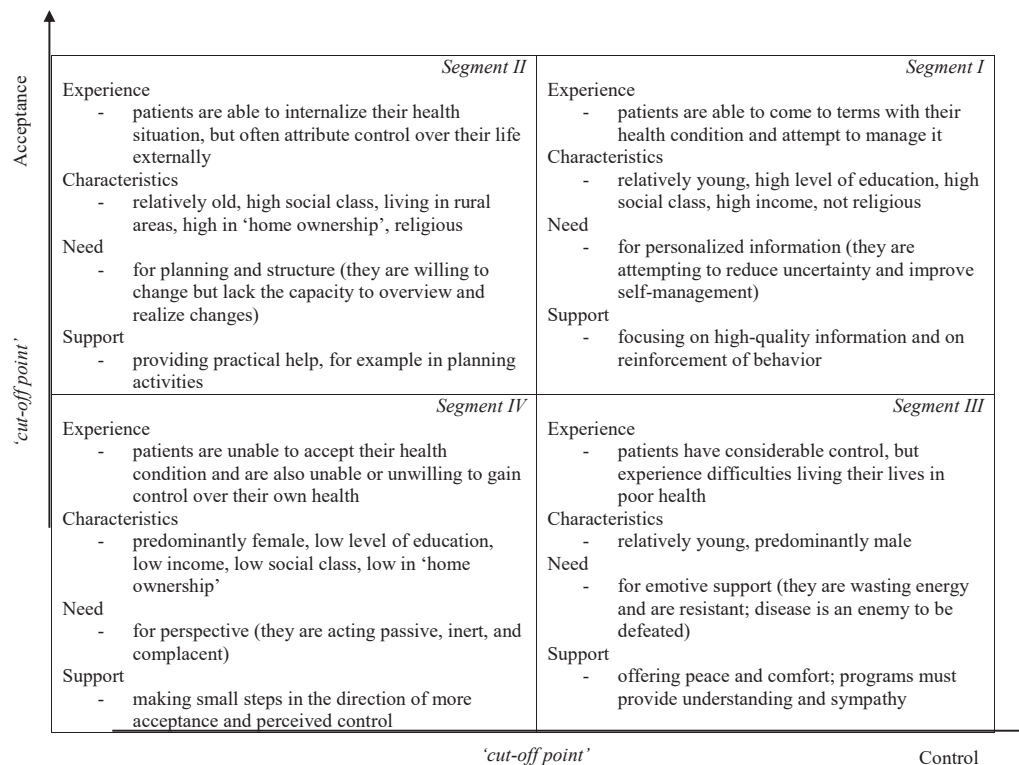 Acceptance
'cut-off point'
Segment II
Experience
- patients are able to internalize their health
situation, but often attribute control over their life
externally
Characteristics
- relatively old, high social class, living in rural
areas, high in 'home ownership', religious
Need
- for planning and structure (they are willing to
change but lack the capacity to overview and
realize changes)
Support
- providing practical help, for example in planning
activities
Segment I
Experience
- patients are able to come to terms with their
health condition and attempt to manage it
Characteristics
- relatively young, high level of education, high
social class, high income, not religious
Need
- for personalized information (they are
attempting to reduce uncertainty and improve
self-management)
Support
- focusing on high-quality information and on
reinforcement of behavior
Segment IV
Experience
- patients are unable to accept their health
condition and are also unable or unwilling to gain
control over their own health
Characteristics
- predominantly female, low level of education,
low income, low social class, low in 'home
ownership'
Need
- for perspective (they are acting passive, inert, and
complacent)
Support
- making small steps in the direction of more
acceptance and perceived control
Segment III
Experience
- patients have considerable control, but
experience difficulties living their lives in
poor health
Characteristics
- relatively young, predominantly male
Need
- for emotive support (they are wasting energy
and are resistant; disease is an enemy to be
defeated)
Support
- offering peace and comfort; programs must
provide understanding and sympathy
'cut-off point'
Control